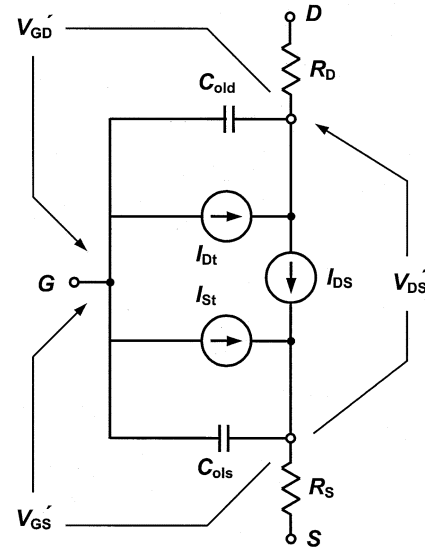 D
V_GD´
R_D
C_old
I_Dt
G
I_DS
V_DS´
I_St
C_ols
R_S
V_GS´
S